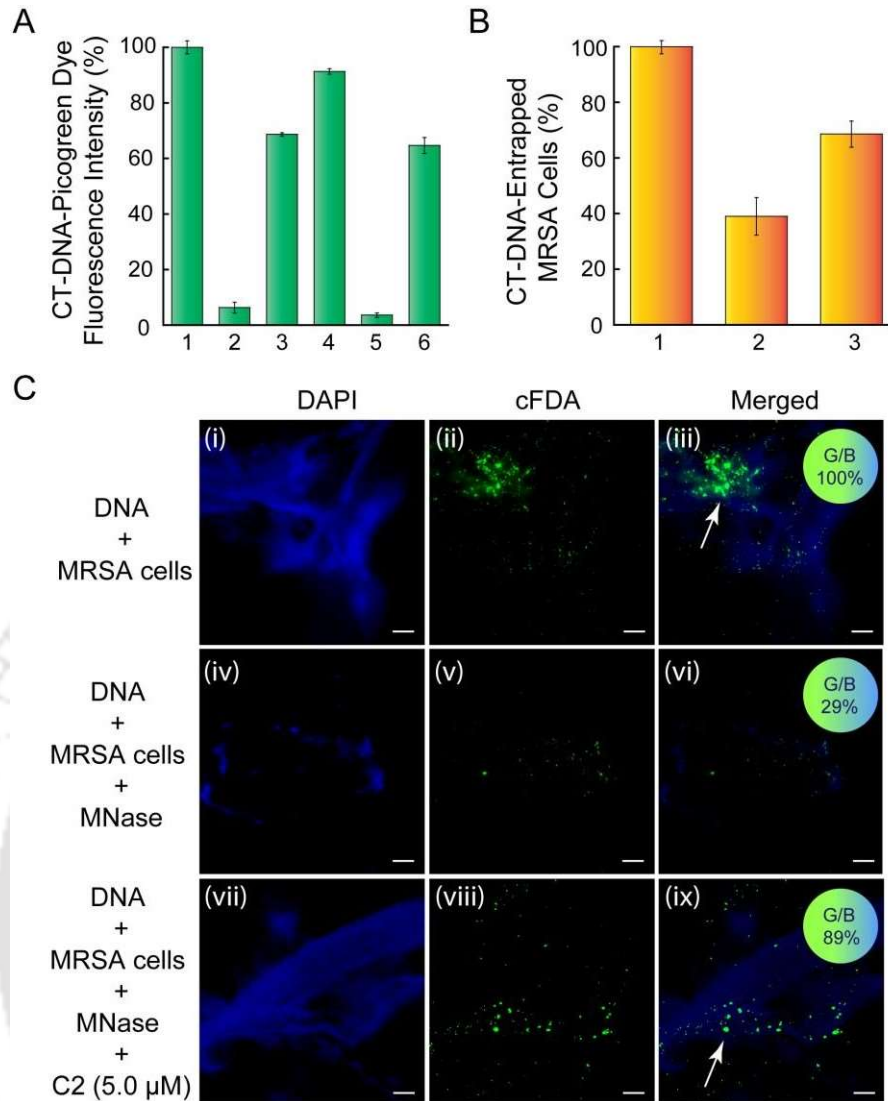 A
CT-DNA-Picogreen Dye
Fluorescence Intensity (%)
100
80
60
40
20
0
1 2 3 4 5 6
B
CT-DNA-Entrapped
MRSA Cells (%)
100
80
60
40
20
0
1 2 3
C
DAPI cFDA Merged
DNA
+
MRSA cells
(i) (ii) (iii)
G/B
100%
DNA
+
MRSA cells
+
MNase
(iv) (v) (vi)
G/B
29%
DNA
+
MRSA cells
+
MNase
+
C2 (5.0 µM)
(vii) (viii) (ix)
G/B
89%